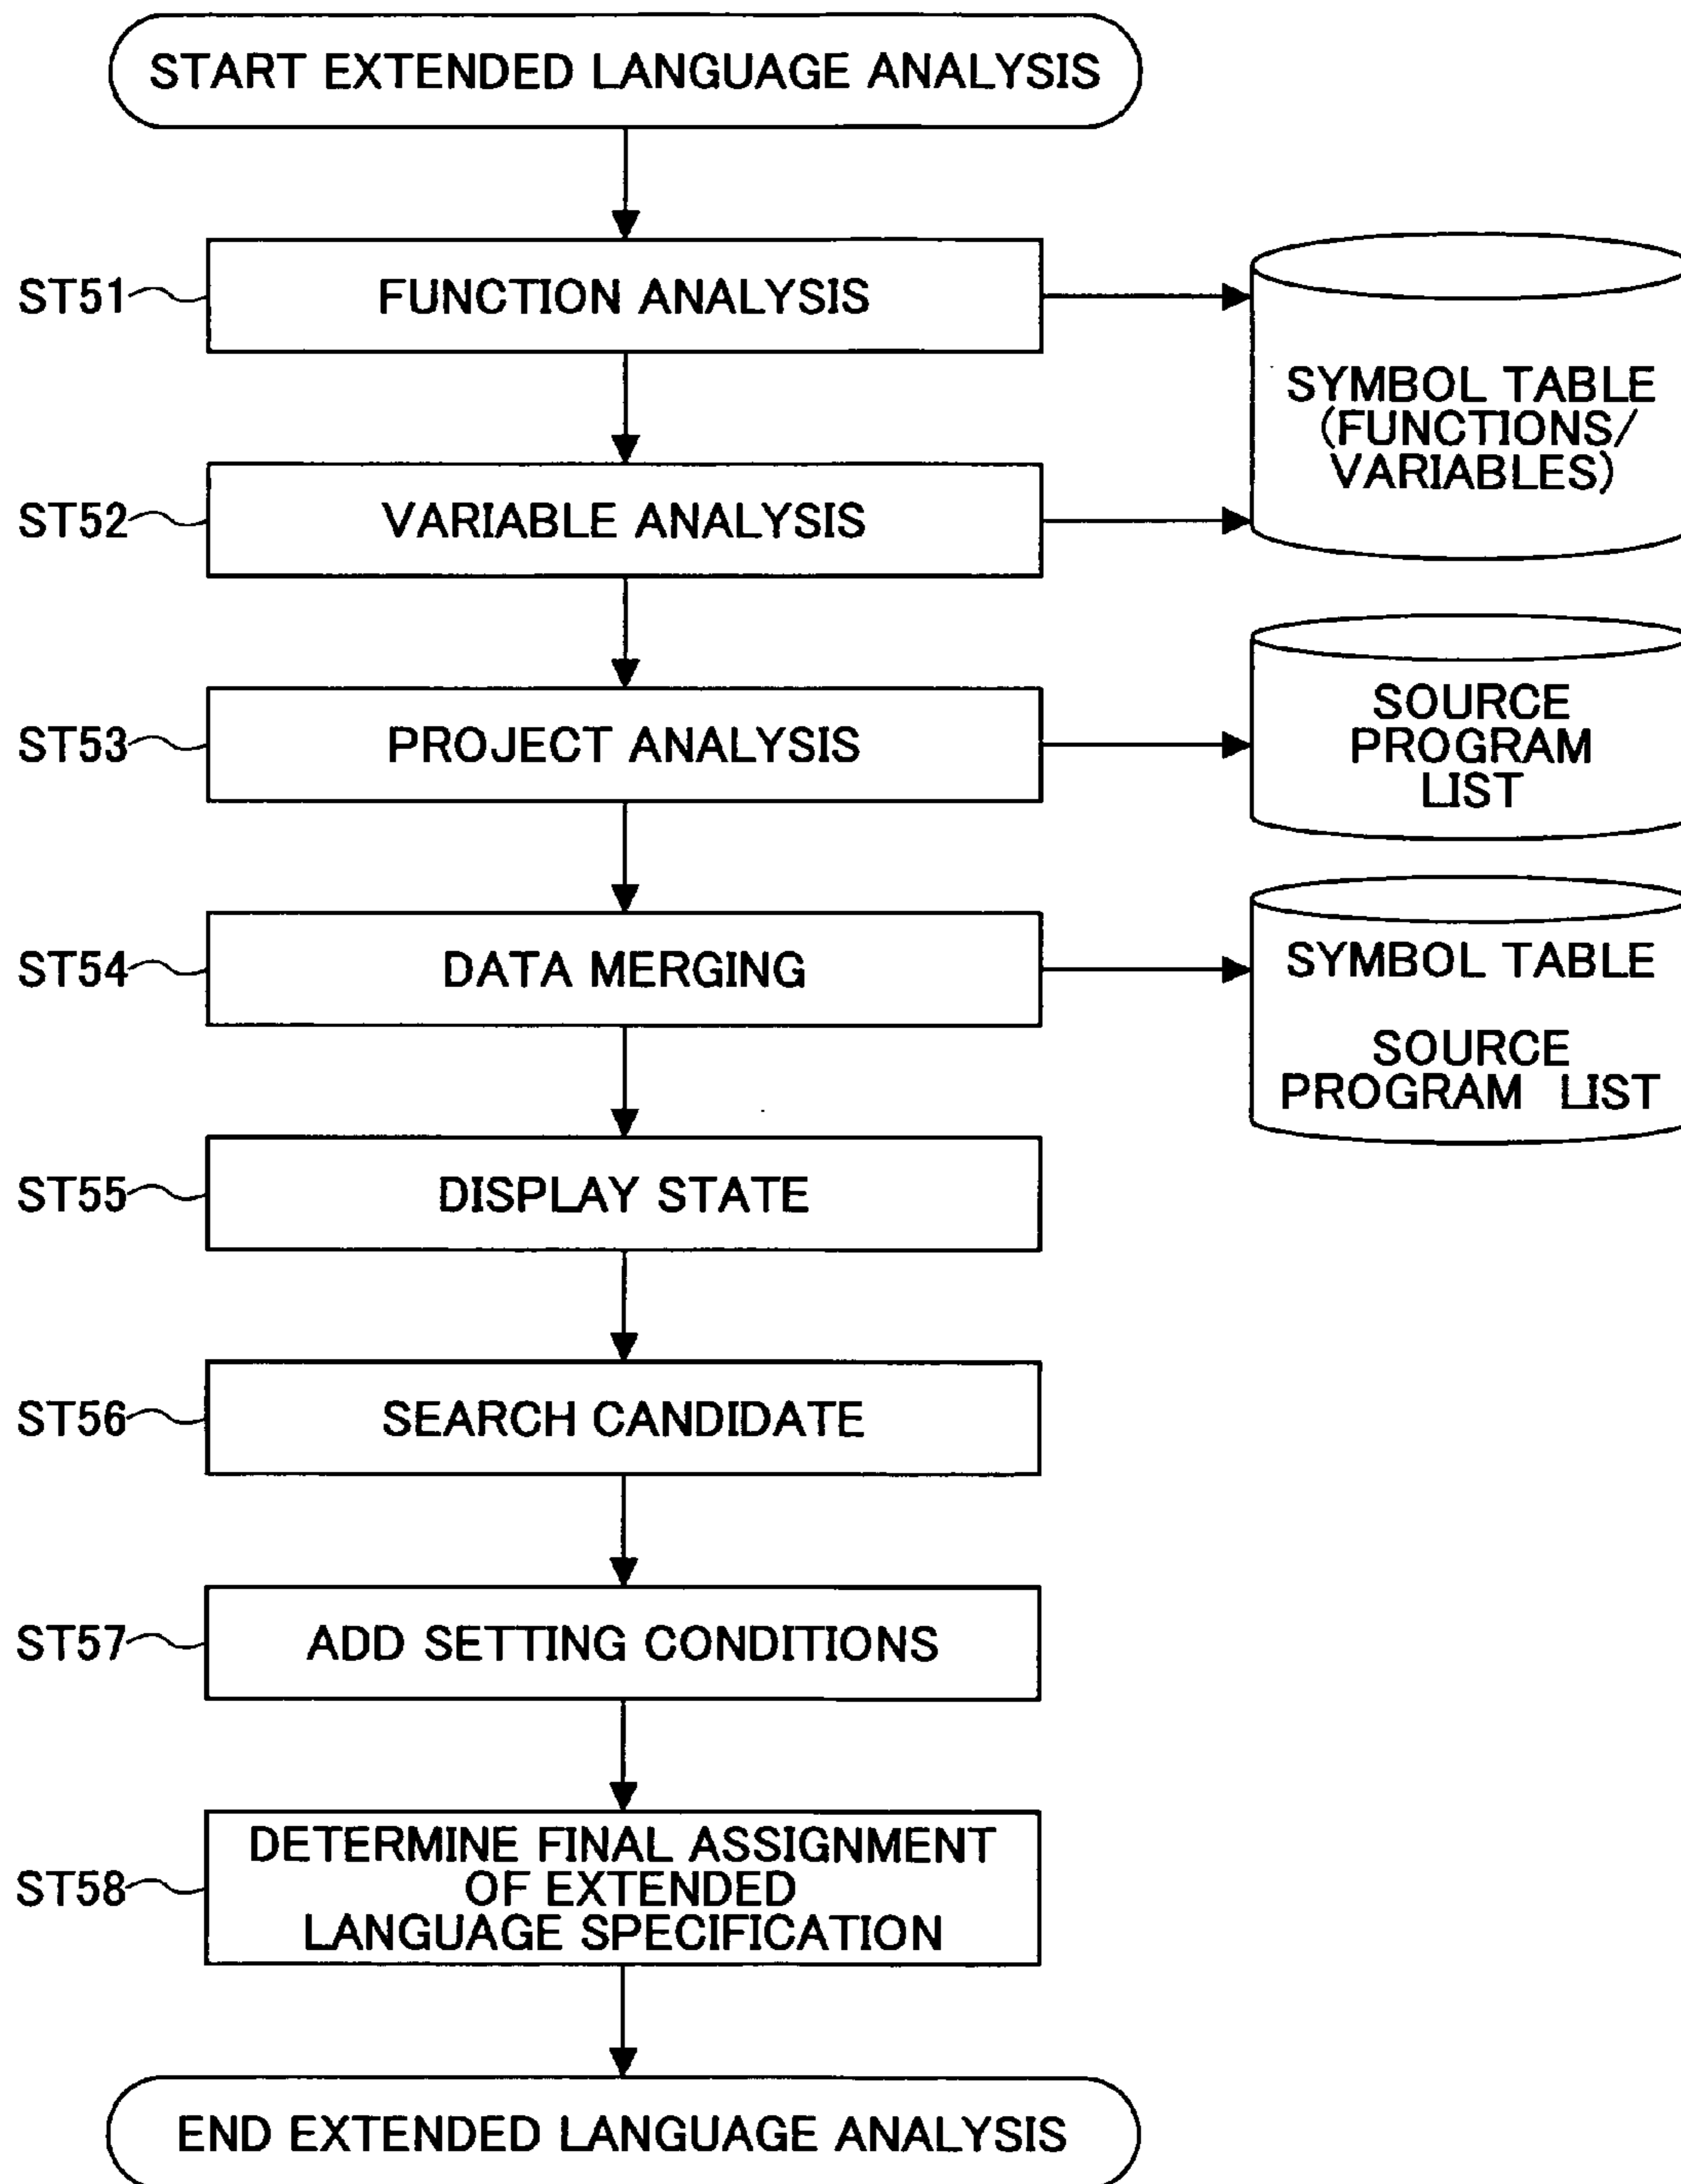 START EXTENDED LANGUAGE ANALYSIS
ST51
FUNCTION ANALYSIS
SYMBOL TABLE
(FUNCTIONS/
VARIABLES)
ST52
VARIABLE ANALYSIS
ST53
PROJECT ANALYSIS
SOURCE
PROGRAM
LIST
ST54
DATA MERGING
SYMBOL TABLE
SOURCE
PROGRAM LIST
ST55
DISPLAY STATE
ST56
SEARCH CANDIDATE
ST57
ADD SETTING CONDITIONS
ST58
DETERMINE FINAL ASSIGNMENT
OF EXTENDED
LANGUAGE SPECIFICATION
END EXTENDED LANGUAGE ANALYSIS